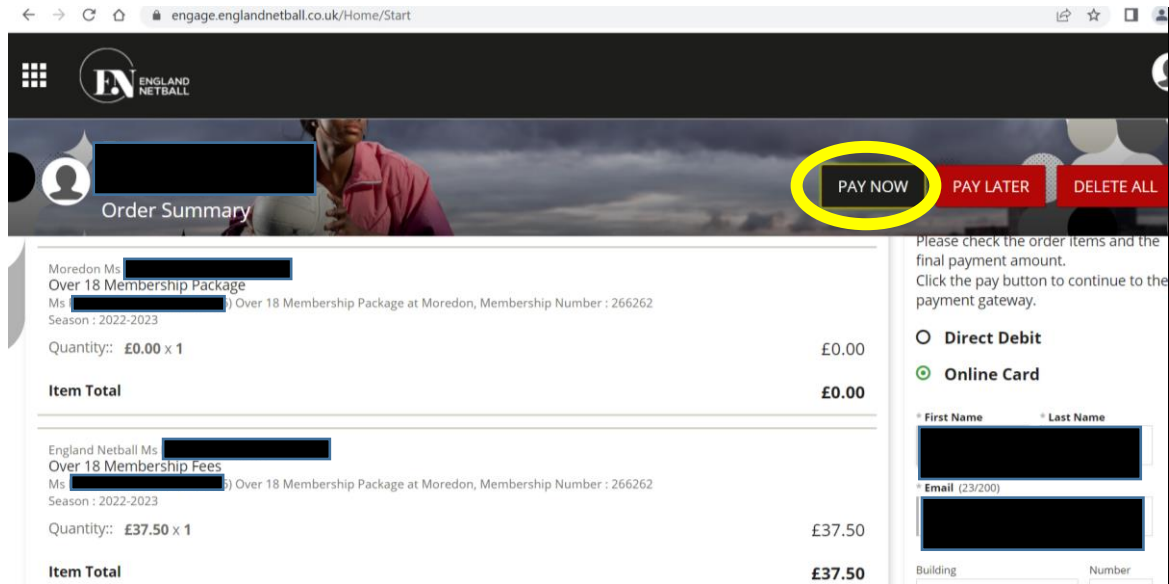 engage.englandnetball.co.uk/Home/Start
EN ENGLAND
NETBALL
Order Summary
PAY NOW
PAY LATER
DELETE ALL
Moredon Ms
Over 18 Membership Package
Ms ) Over 18 Membership Package at Moredon, Membership Number : 266262
Season : 2022-2023
Quantity:: £0.00 x 1
£0.00
Item Total
£0.00
England Netball Ms
Over 18 Membership Fees
Ms ) Over 18 Membership Package at Moredon, Membership Number : 266262
Season : 2022-2023
Quantity:: £37.50 x 1
£37.50
Item Total
£37.50
Please check the order items and the
final payment amount.
Click the pay button to continue to the
payment gateway.
Direct Debit
Online Card
* First Name
* Last Name
* Email (23/200)
Building
Number